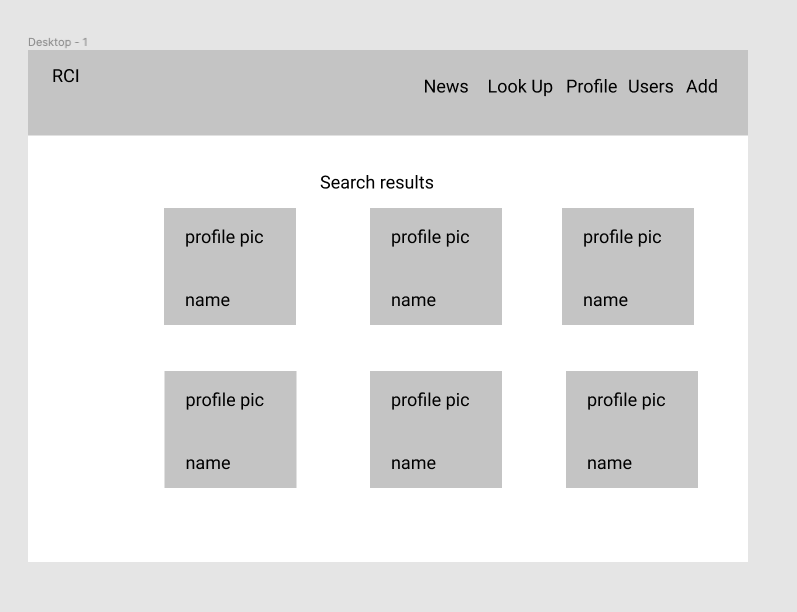 Desktop - 1
RCI
News Look Up Profile Users Add
Search results
profile pic profile pic profile pic
name name name
profile pic profile pic profile pic
name name name